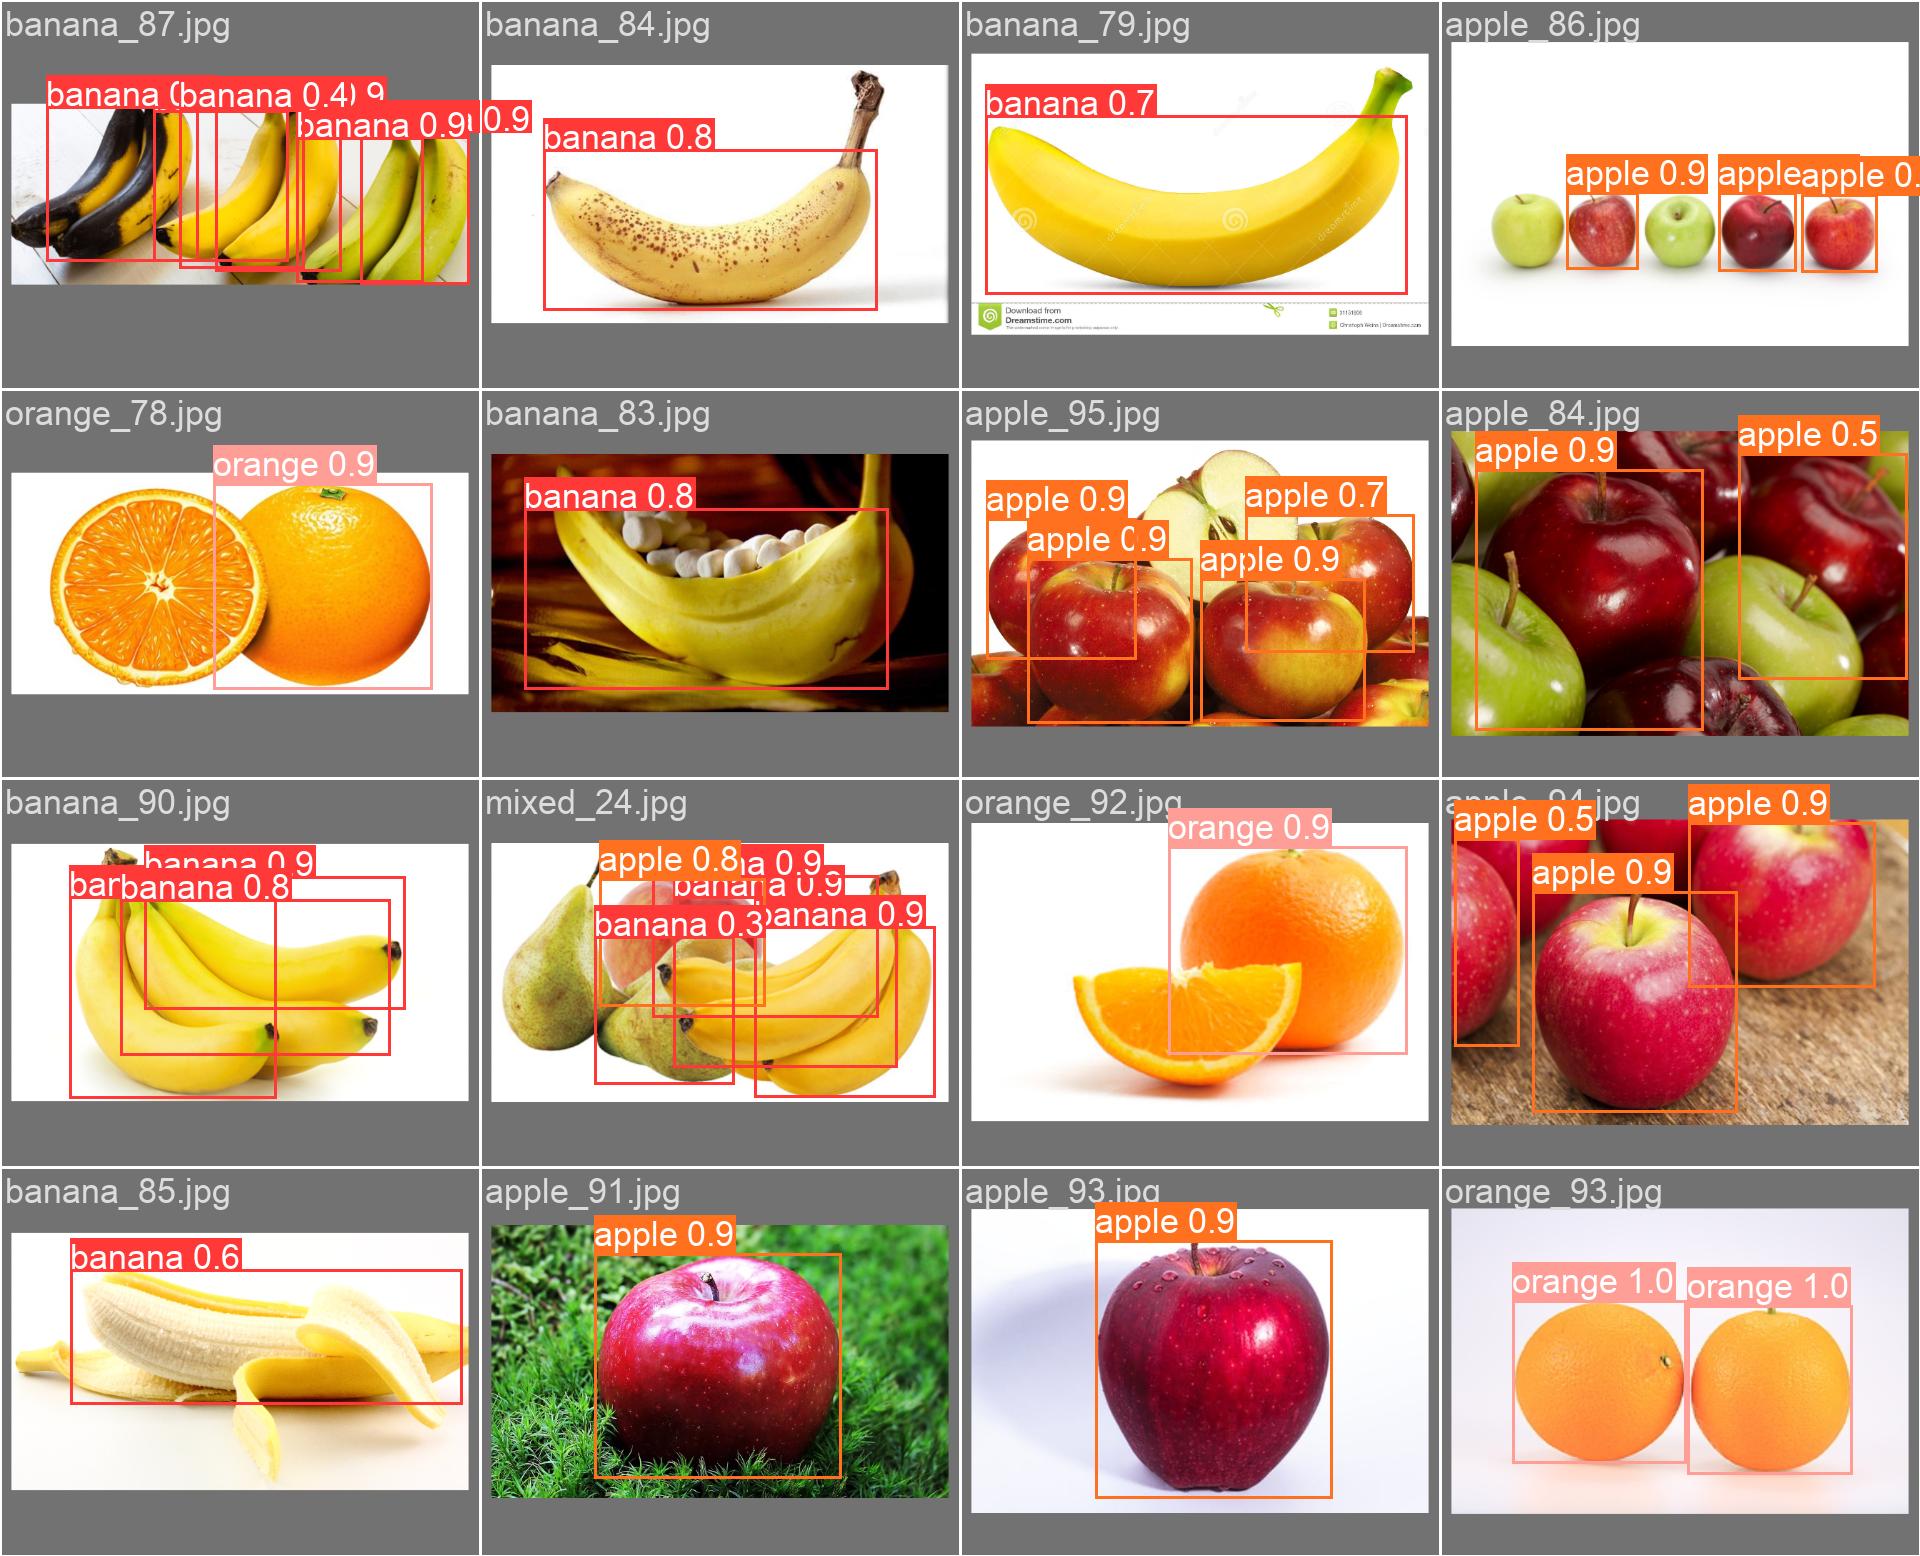 banana_87.jpg
banana_84.jpg
banana_79.jpg
apple_86.jpg
banana
banana 0.4
9
banana 0.9
0.9
banana 0.8
banana 0.7
apple 0.9
apple
apple 0.
Download from
Dreamstime.com
orange_78.jpg
banana_83.jpg
apple_95.jpg
apple_84.jpg
orange 0.9
banana 0.8
apple 0.9
apple 0.9
apple 0.7
apple 0.9
apple 0.9
apple 0.5
banana_90.jpg
mixed_24.jpg
orange_92.jpg
banana 0.9
banana 0.8
apple 0.8
0.9
banana 0.9
banana 0.3
banana 0.9
orange 0.9
apple 0.5
apple 0.9
apple 0.9
banana_85.jpg
apple_91.jpg
apple_93.jpg
orange_93.jpg
banana 0.6
apple 0.9
apple 0.9
orange 1.0
orange 1.0